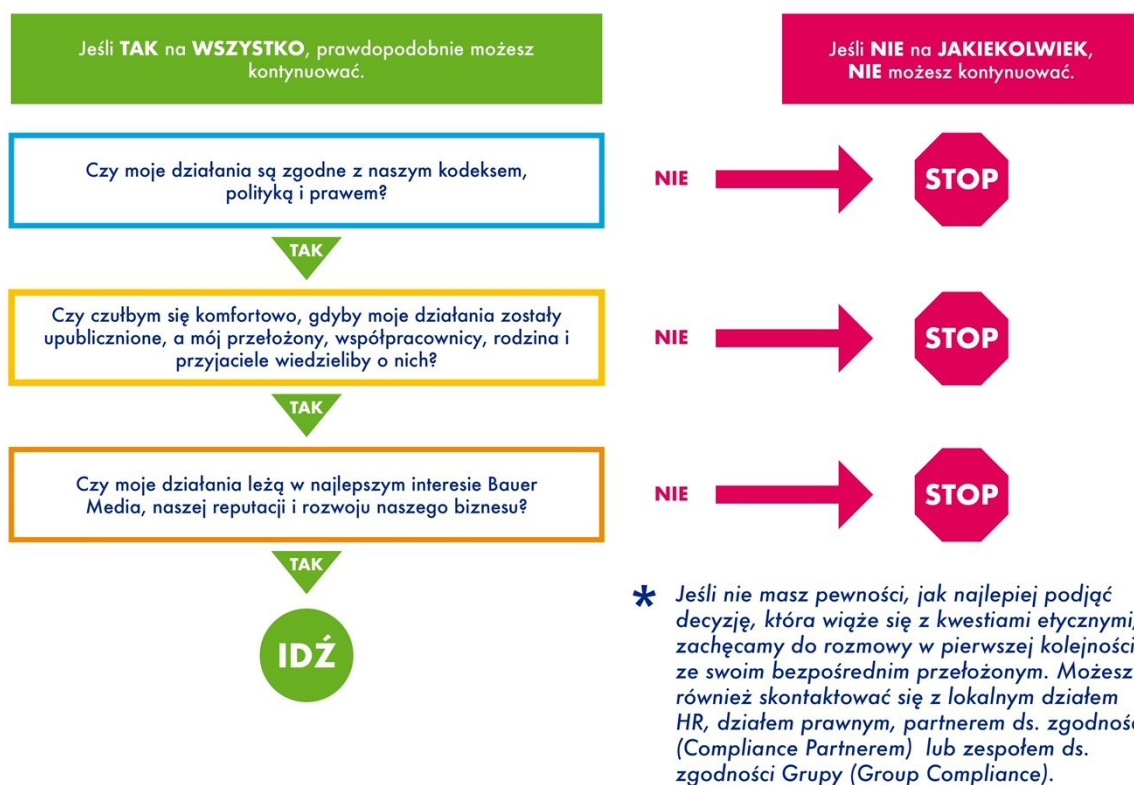 Jeśli TAK na WSZYSTKO, prawdopodobnie możesz
kontynuować.
Jeśli NIE na JAKIEKOLWIEK,
NIE możesz kontynuować.
Czy moje działania są zgodne z naszym kodeksem,
polityką i prawem?
NIE
STOP
TAK
Czy czułbym się komfortowo, gdyby moje działania zostały
upublicznione, a mój przełożony, współpracownicy, rodzina i
przyjaciele wiedzieliby o nich?
NIE
STOP
TAK
Czy moje działania leżą w najlepszym interesie Bauer
Media, naszej reputacji i rozwoju naszego biznesu?
NIE
STOP
TAK
IDŹ
* Jeśli nie masz pewności, jak najlepiej podjąć
decyzję, która wiąże się z kwestiami etycznymi,
zachęcamy do rozmowy w pierwszej kolejności
ze swoim bezpośrednim przełożonym. Możesz
również skontaktować się z lokalnym działem
HR, działem prawnym, partnerem ds. zgodnośc
(Compliance Partnerem) lub zespołem ds.
zgodności Grupy (Group Compliance).